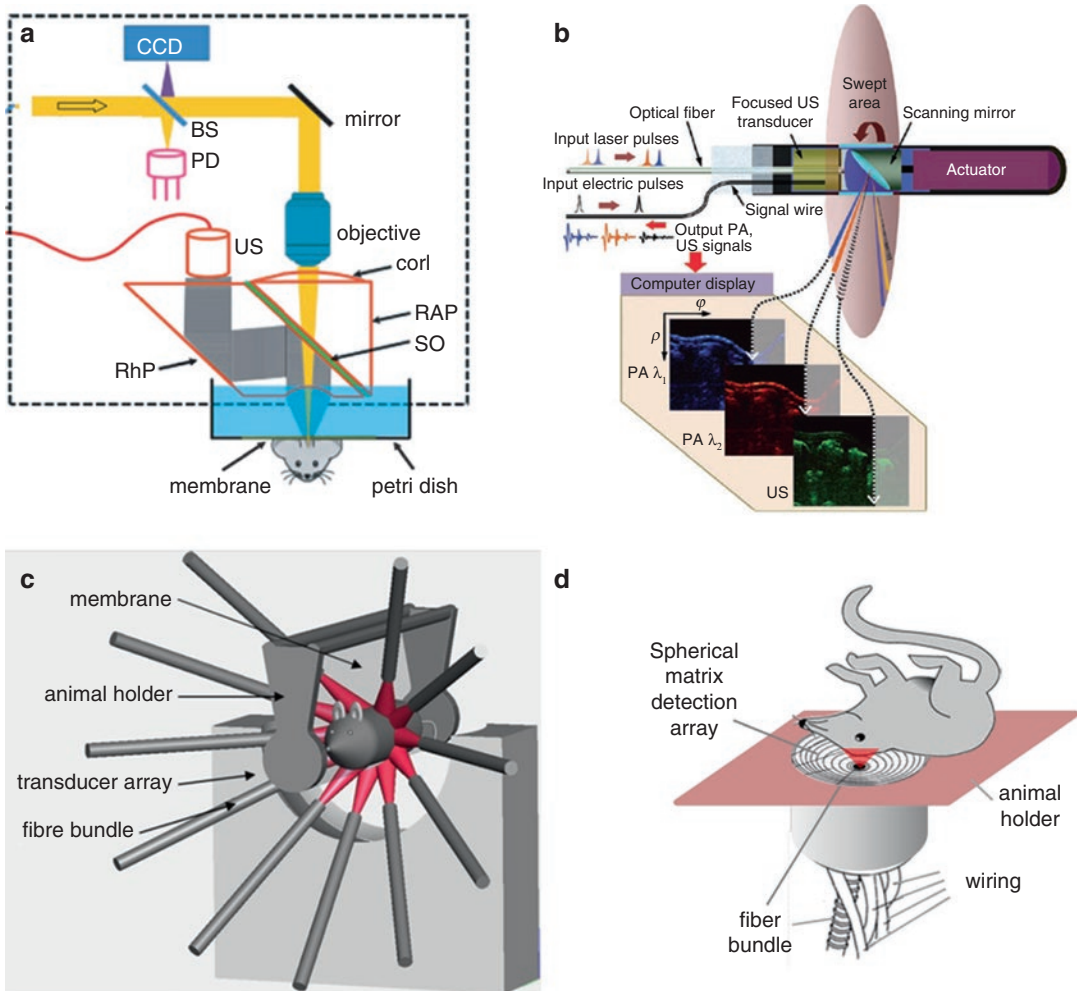 a
CCD
BS
PD
mirror
US
objective
corl
RAP
SO
RhP
membrane
petri dish
b
Swept
area
Focused US
transducer
Optical fiber
Scanning mirror
Input laser pulses
Actuator
Input electric pulses
Signal wire
Output PA,
US signals
Computer display
φ
ρ
PA λ1
PA λ2
US
c
membrane
animal holder
transducer array
fibre bundle
d
Spherical
matrix
detection
array
animal
holder
wiring
fiber
bundle